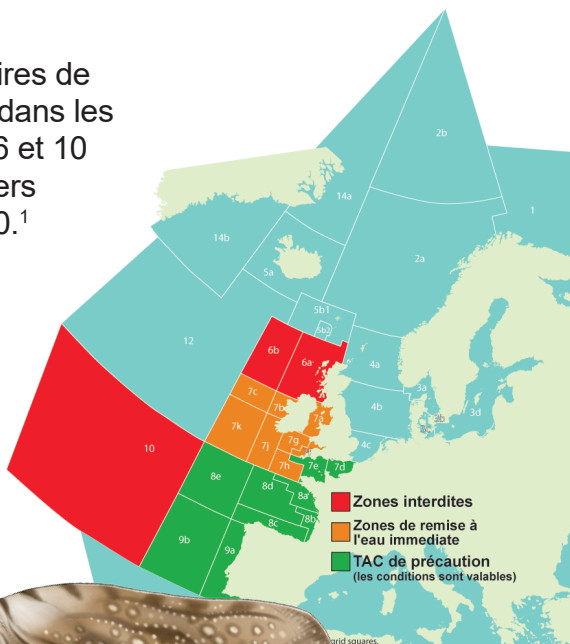 ires de
dans les
6 et 10
ers
0.¹
2b
1
14a
14b
2a
5a
5b1
5b2
12
6b
6a
4a
3a
3b
3d
4b
4c
7c
7b
7a
7k
7j
7g
7h
7e
7d
10
8e
8d
8a
8b
8c
9b
9a
Zones interdites
Zones de remise à
l'eau immediate
TAC de précaution
(les conditions sont valables)
grid squares.